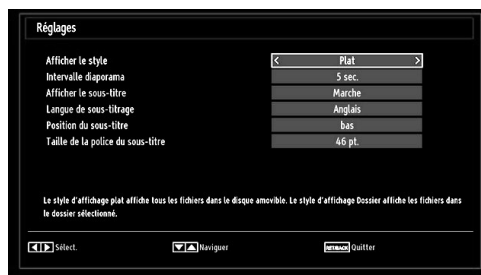 Réglages
Afficher le style < Plat >
Intervalle diaporama 5 sec.
Afficher le sous-titre Marche
Langue de sous-titrage Anglais
Position du sous-titre bas
Taille de la police du sous-titre 46 pt.
Le style d'affichage plat affiche tous les fichiers dans le disque amovible. Le style d'affichage Dossier affiche les fichiers dans
le dossier sélectionné.
Sélect. Naviguer RET/BACK Quitter